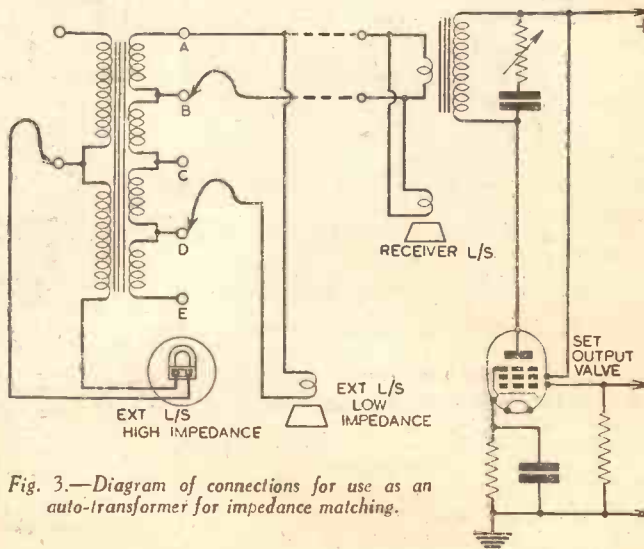 A
B
C
D
E
RECEIVER L/S.
SET
OUTPUT
VALVE
EXT L/S
HIGH IMPEDANCE
EXT L/S
LOW
IMPEDANCE
+
Fig. 3.—Diagram of connections for use as an
auto-transformer for impedance matching.